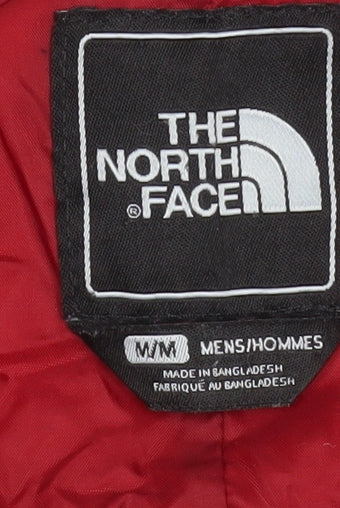 THE
NORTH
®FACE
M/M MENS/HOMMES
MADE IN BANGLADESH
FABRIQUÉ AU BANGLADESH